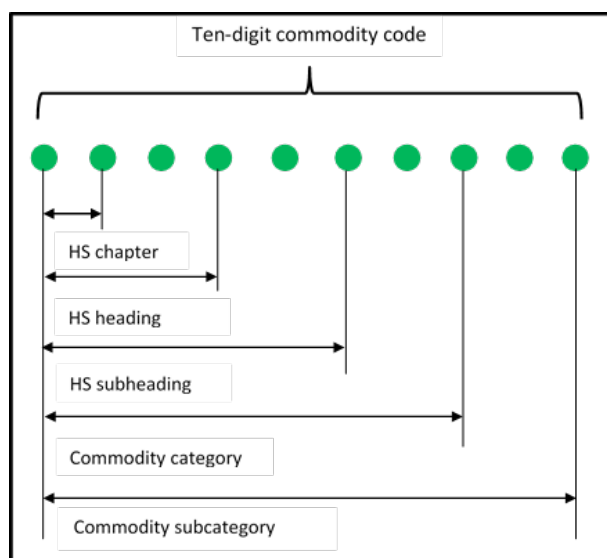 Ten-digit commodity code
HS chapter
HS heading
HS subheading
Commodity category
Commodity subcategory